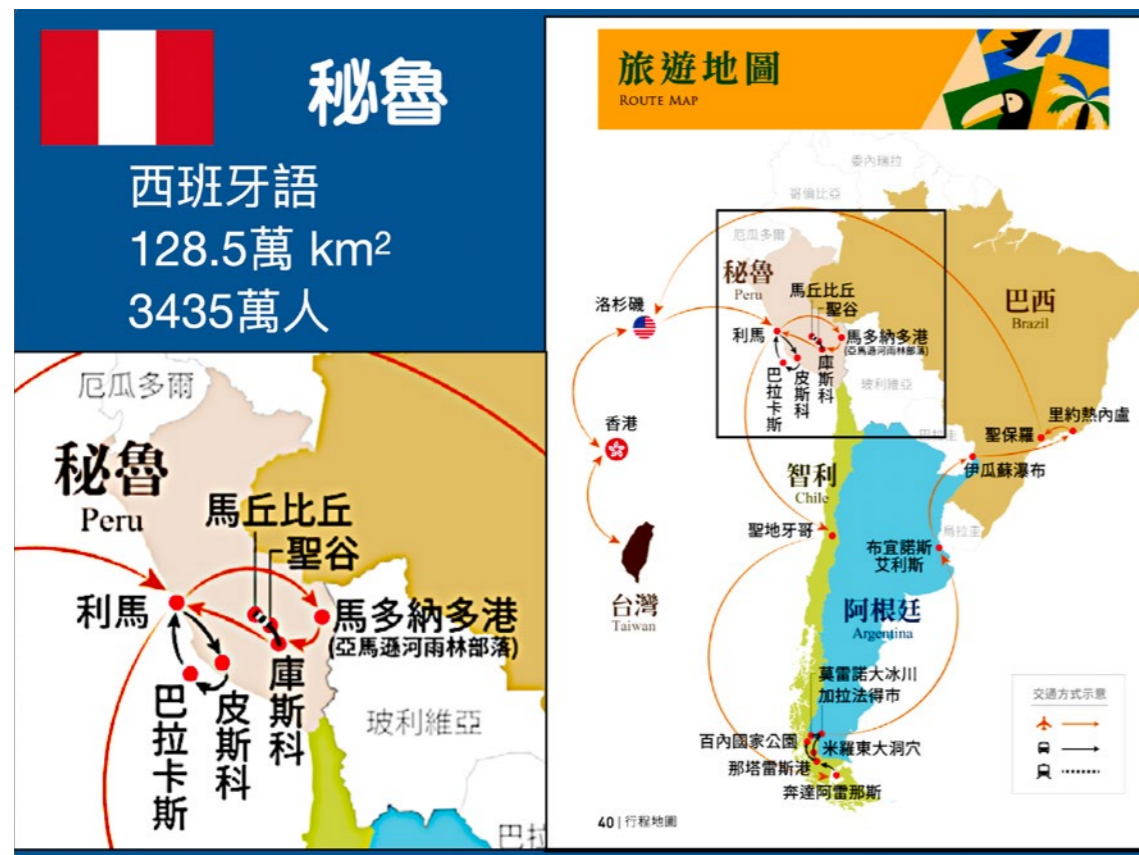 秘魯
西班牙語
128.5萬 km²
3435萬人
厄瓜多爾
秘魯
Peru
馬丘比丘
聖谷
利馬
馬多納多港
(亞馬遜河雨林部落)
庫斯科
皮斯科
巴拉卡斯
玻利維亞
巴拉
旅遊地圖
ROUTE MAP
委內瑞拉
哥倫比亞
厄瓜多爾
秘魯
Peru
馬丘比丘
聖谷
巴西
Brazil
洛杉磯
利馬
馬多納多港
(亞馬遜河雨林部落)
庫斯科
皮斯科
巴拉卡斯
玻利維亞
香港
巴拉圭
里約熱內盧
聖保羅
伊瓜蘇瀑布
智利
Chile
聖地牙哥
烏拉圭
布宜諾斯
艾利斯
台灣
Taiwan
阿根廷
Argentina
莫雷諾大冰川
加拉法得市
百內國家公園
米羅東大洞穴
那塔雷斯港
奔達阿雷那斯
交通方式示意
40 | 行程地圖